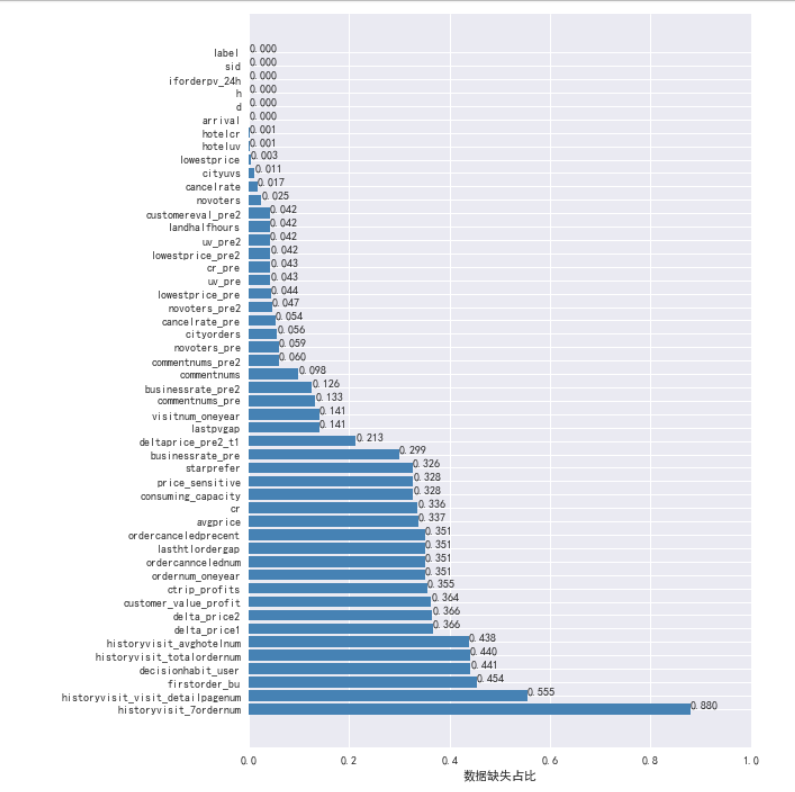 label 0.000
sid 0.000
iforderpv_24h 0.000
h 0.000
d 0.000
arrival 0.000
hotelcr 0.001
hoteluv 0.001
lowestprice 0.003
cityuvs 0.011
cancelrate 0.017
novoters 0.025
customereval_pre2 0.042
landhalfhours 0.042
uv_pre2 0.042
lowestprice_pre2 0.042
cr_pre 0.043
uv_pre 0.043
lowestprice_pre 0.044
novoters_pre2 0.047
cancelrate_pre 0.054
cityorders 0.056
novoters_pre 0.059
commentnums_pre2 0.060
commentnums 0.098
businessrate_pre2 0.126
commentnums_pre 0.133
visitnum_oneyear 0.141
lastpvgap 0.141
deltaprice_pre2_t1 0.213
businessrate_pre 0.299
starprefer 0.326
price_sensitive 0.328
consuming_capacity 0.328
cr 0.336
avgprice 0.337
ordercanceledprecent 0.351
lasthtlordergap 0.351
ordercanncelednum 0.351
ordernum_oneyear 0.351
ctrip_profits 0.355
customer_value_profit 0.364
delta_price2 0.366
delta_price1 0.366
historyvisit_avghotelnum 0.438
historyvisit_totalordernum 0.440
decisionhabit_user 0.441
firstorder_bu 0.454
historyvisit_visit_detailpagenum 0.555
historyvisit_7ordernum 0.880
0.0 0.2 0.4 0.6 0.8 1.0
数据缺失占比